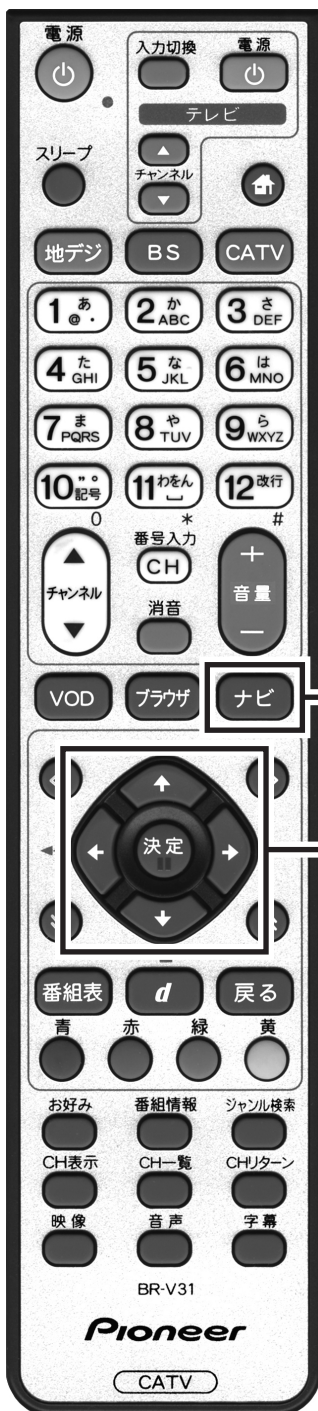 電源
入力切換 電源
テレビ
スリープ
チャンネル
地デジ BS CATV
1 あ @. 2 か ABC 3 さ DEF
4 た GHI 5 な JKL 6 は MNO
7 ま PQRS 8 や TUV 9 ら WXYZ
10 ゛゜ 記号 11 わをん 12 改行
0 * #
番号入力
チャンネル CH + 音量 −
消音
VOD ブラウザ ナビ
決定
番組表 d 戻る
青 赤 緑 黄
お好み 番組情報 ジャンル検索
CH表示 CH一覧 CHリターン
映像 音声 字幕
BR-V31
Pioneer
CATV